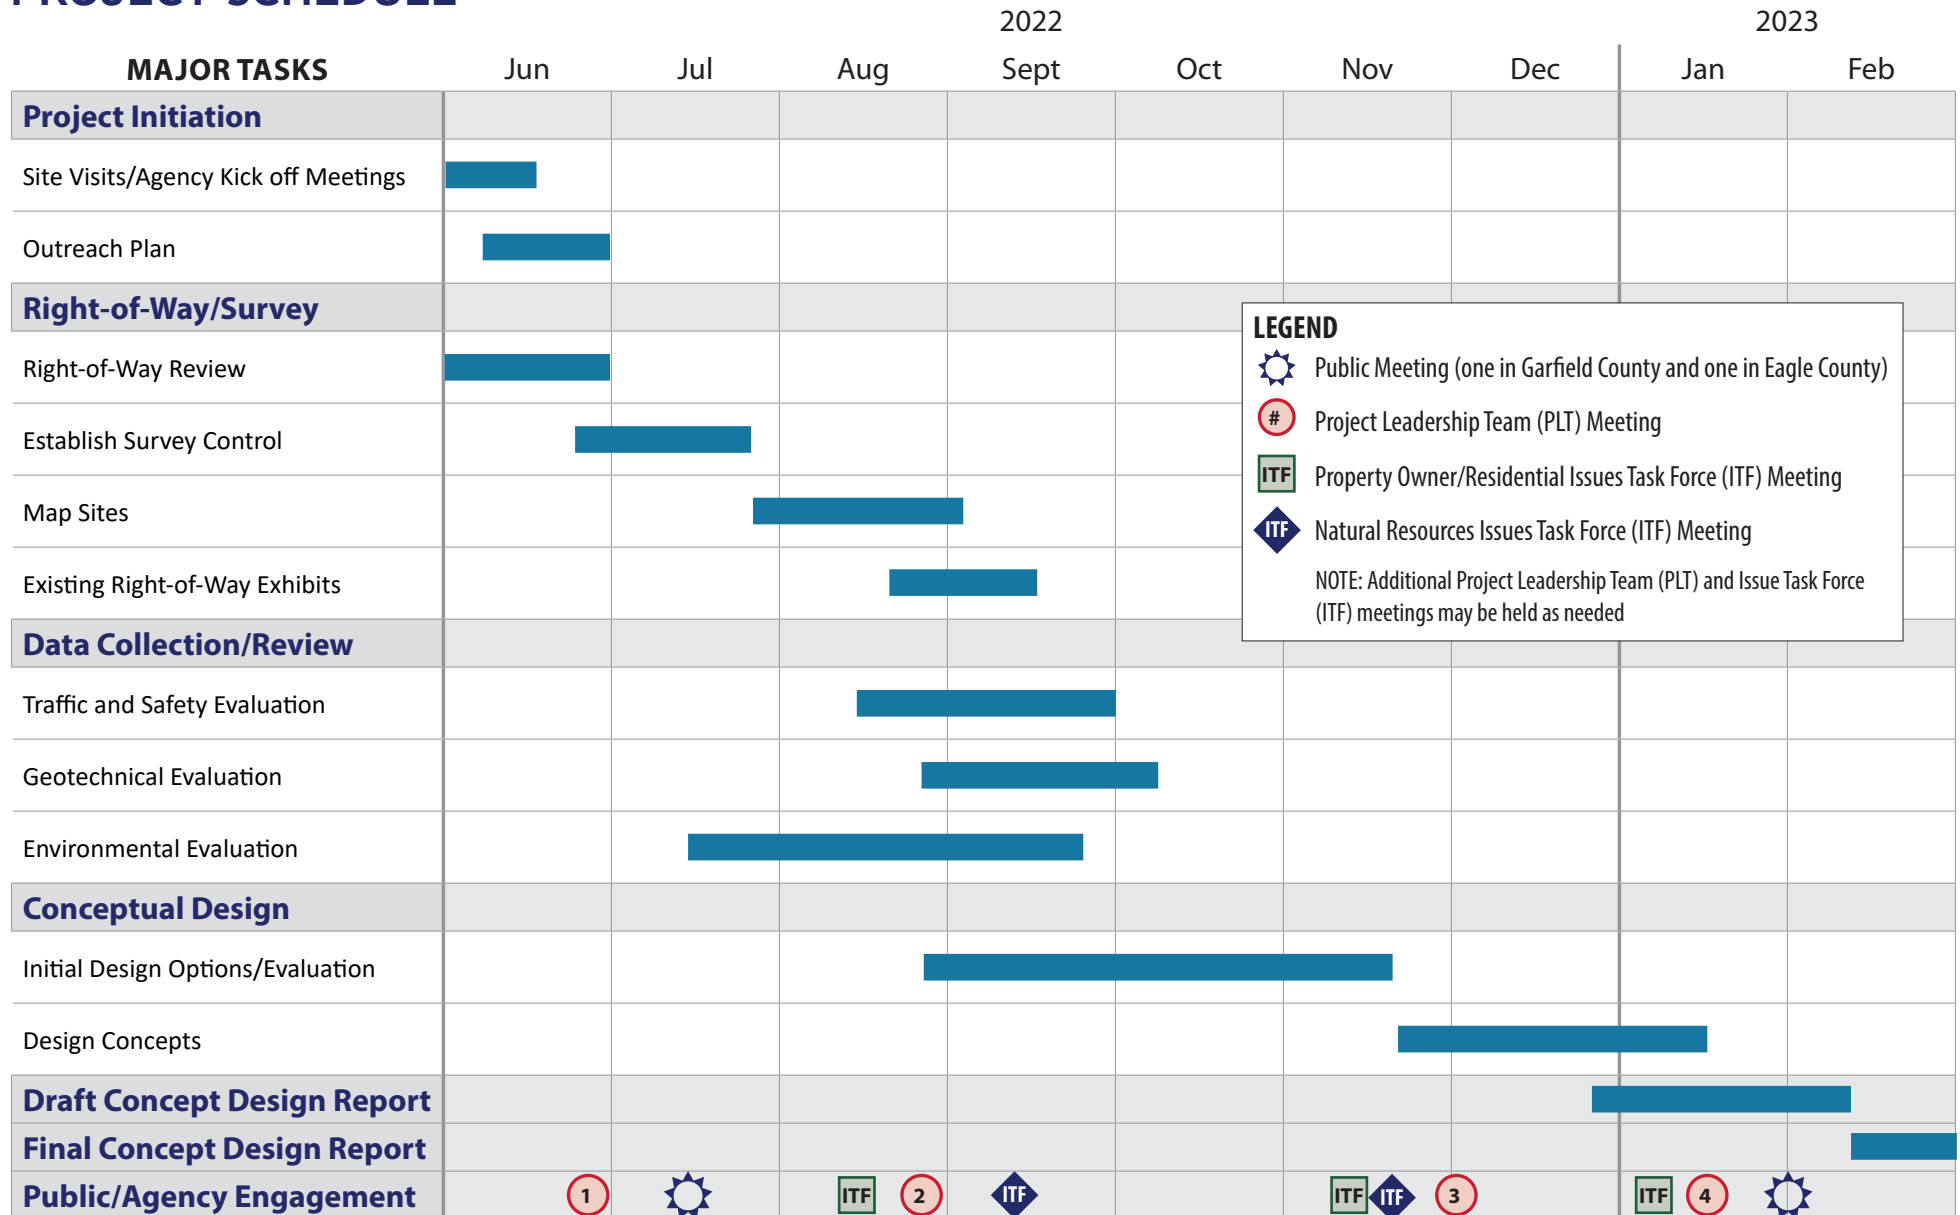 PROJECT SCHEDULE
2022 2023
MAJOR TASKS Jun Jul Aug Sept Oct Nov Dec Jan Feb
Project Initiation
Site Visits/Agency Kick off Meetings
Outreach Plan
Right-of-Way/Survey
Right-of-Way Review
Establish Survey Control
Map Sites
Existing Right-of-Way Exhibits
LEGEND
Public Meeting (one in Garfield County and one in Eagle County)
# Project Leadership Team (PLT) Meeting
ITF Property Owner/Residential Issues Task Force (ITF) Meeting
ITF Natural Resources Issues Task Force (ITF) Meeting
NOTE: Additional Project Leadership Team (PLT) and Issue Task Force
(ITF) meetings may be held as needed
Data Collection/Review
Traffic and Safety Evaluation
Geotechnical Evaluation
Environmental Evaluation
Conceptual Design
Initial Design Options/Evaluation
Design Concepts
Draft Concept Design Report
Final Concept Design Report
Public/Agency Engagement 1 ITF 2 ITF ITF ITF 3 ITF 4